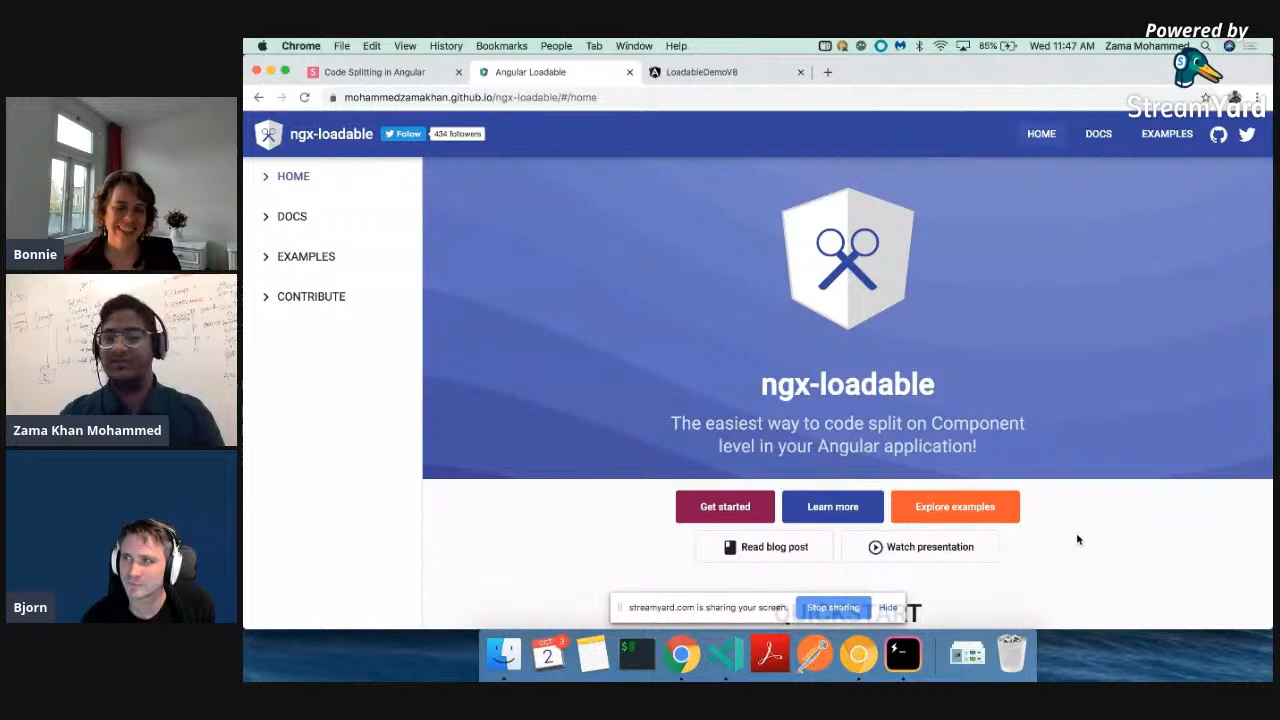 Powered by
StreamYard
Chrome File Edit View History Bookmarks People Tab Window Help
85% Wed 11:47 AM Zama Mohammed
Code Splitting in Angular
Angular Loadable
LoadableDemoV8
mohammedzamakhan.github.io/ngx-loadable/#/home
ngx-loadable
Follow
434 followers
HOME DOCS EXAMPLES
HOME
DOCS
EXAMPLES
CONTRIBUTE
ngx-loadable
The easiest way to code split on Component
level in your Angular application!
Get started
Learn more
Explore examples
Read blog post
Watch presentation
streamyard.com is sharing your screen.
Stop sharing
Hide
OCT
2
3
Bonnie
Zama Khan Mohammed
Bjorn